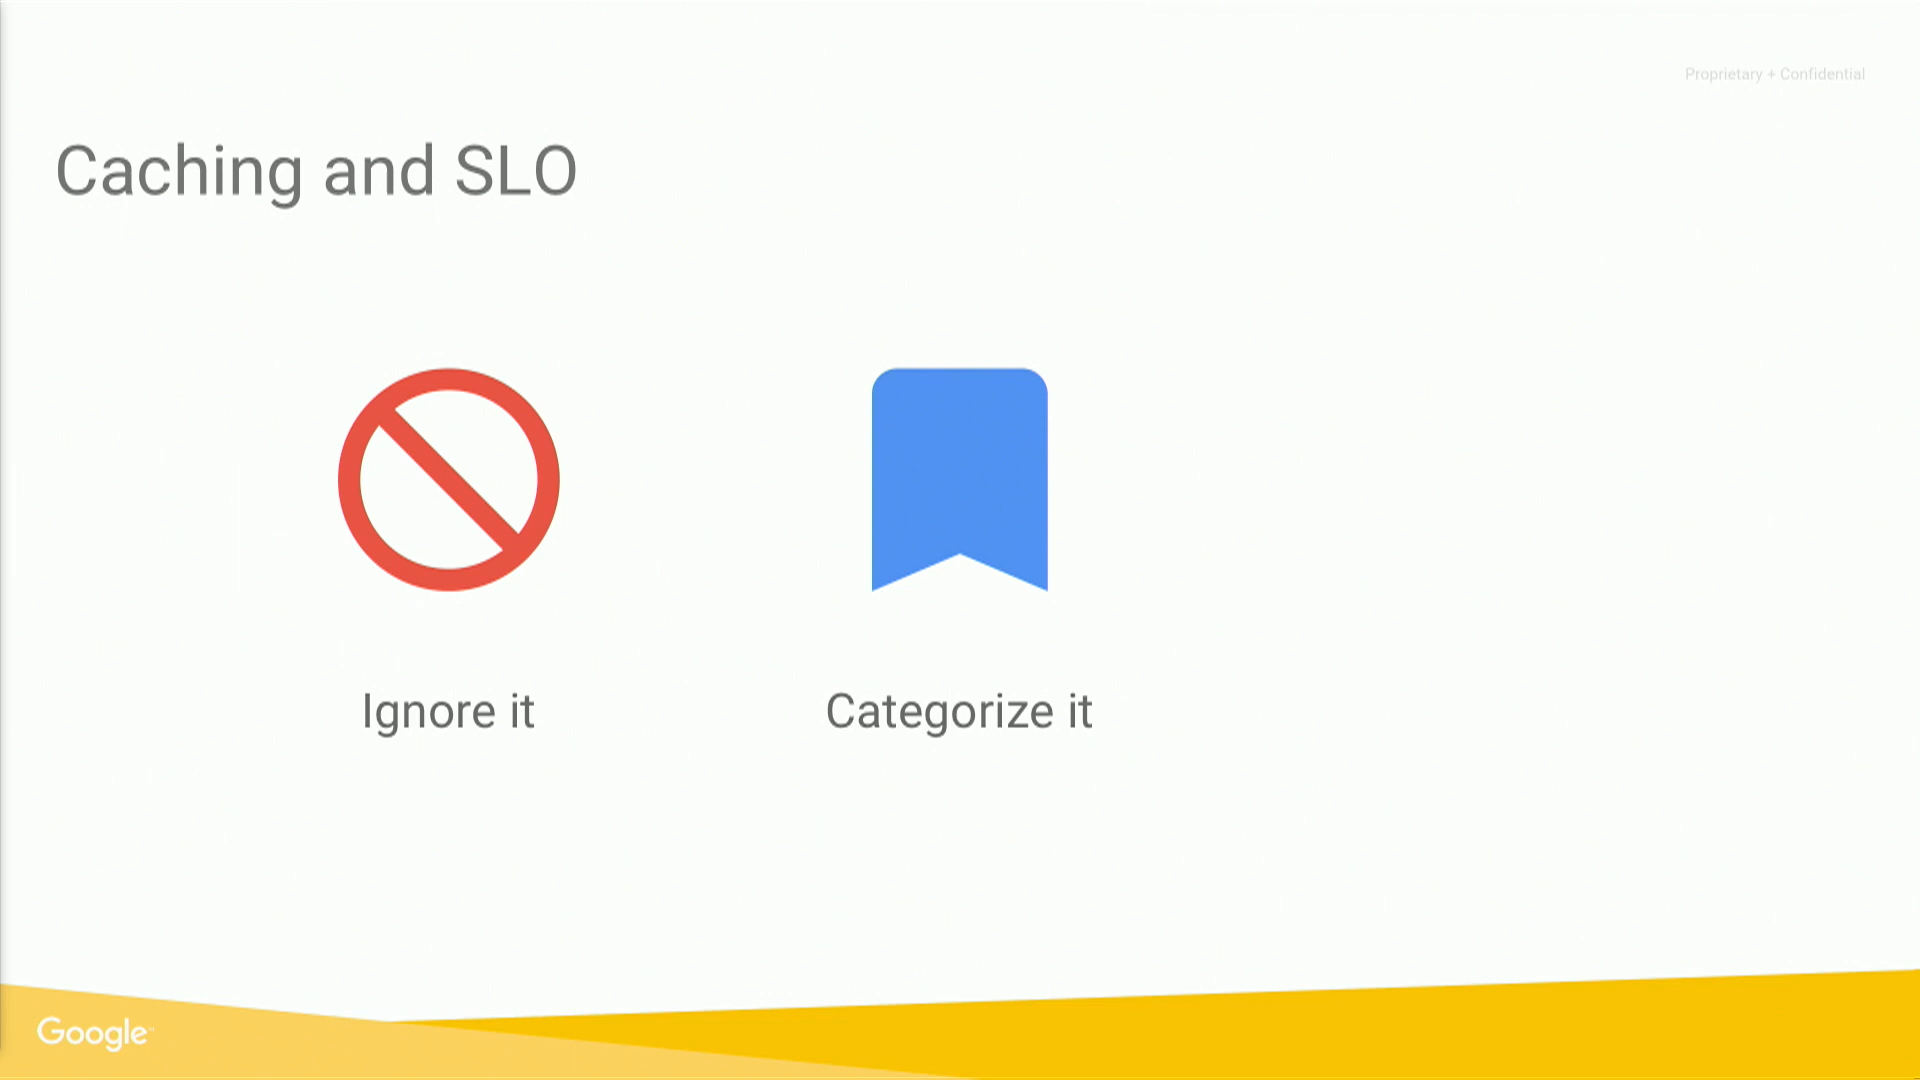 Proprietary + Confidential
Caching and SLO
Ignore it
Categorize it
Google